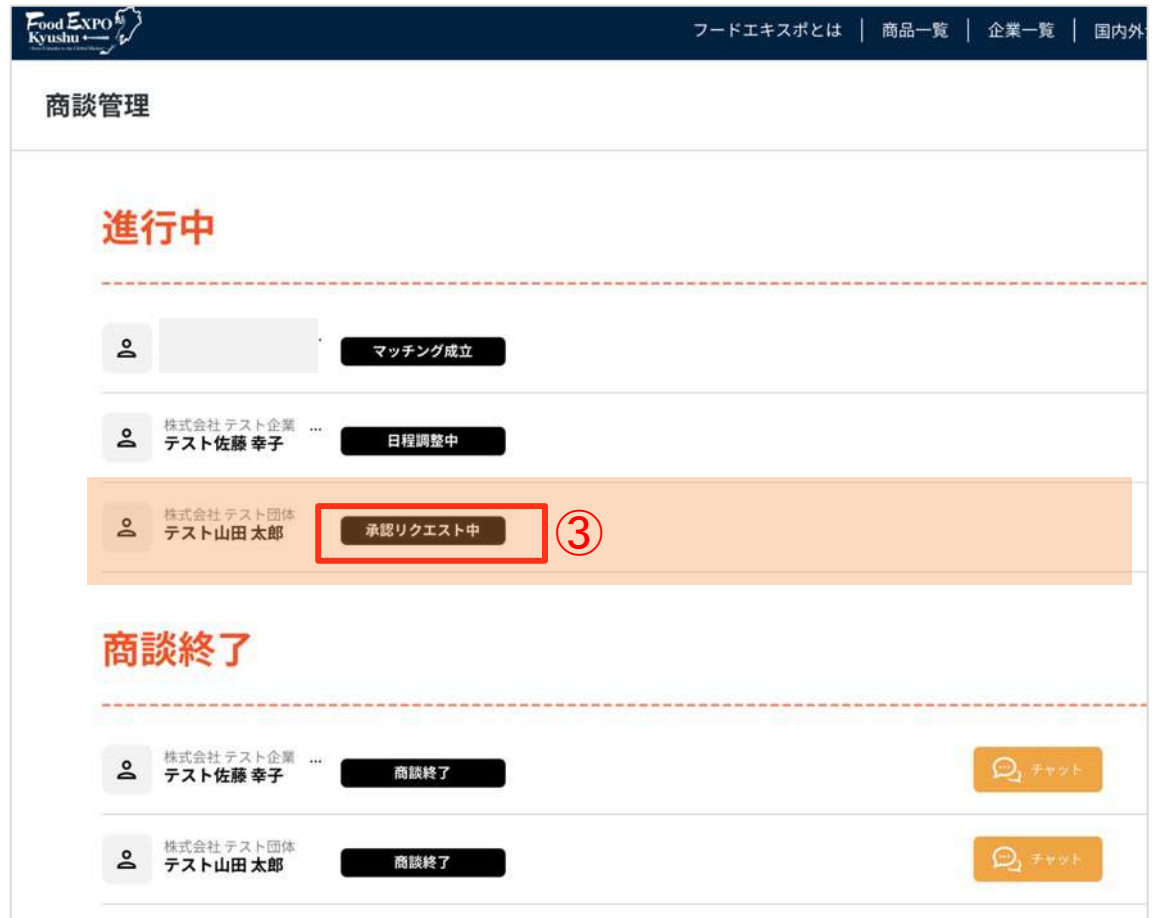 Food EXPO
Kyushu
フードエキスポとは | 商品一覧 | 企業一覧 | 国内外
商談管理
進行中
マッチング成立
株式会社 テスト企業 ...
テスト佐藤 幸子
日程調整中
株式会社 テスト団体
テスト山田 太郎
承認リクエスト中
③
商談終了
株式会社 テスト企業 ...
テスト佐藤 幸子
商談終了
チャット
株式会社 テスト団体
テスト山田 太郎
商談終了
チャット